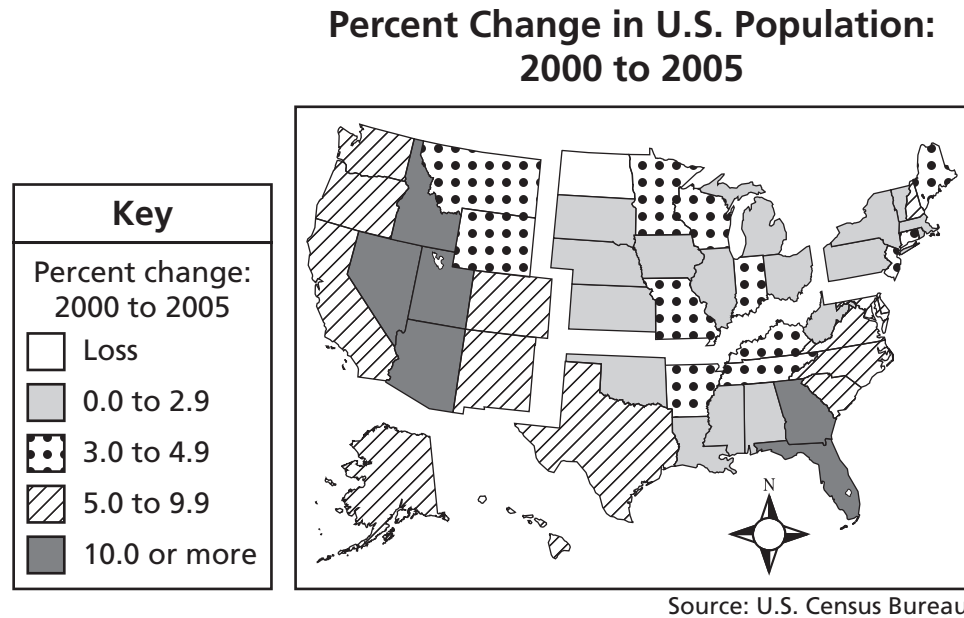 Percent Change in U.S. Population:
2000 to 2005
Key
Percent change:
2000 to 2005
Loss
0.0 to 2.9
3.0 to 4.9
5.0 to 9.9
10.0 or more
N
Source: U.S. Census Bureau